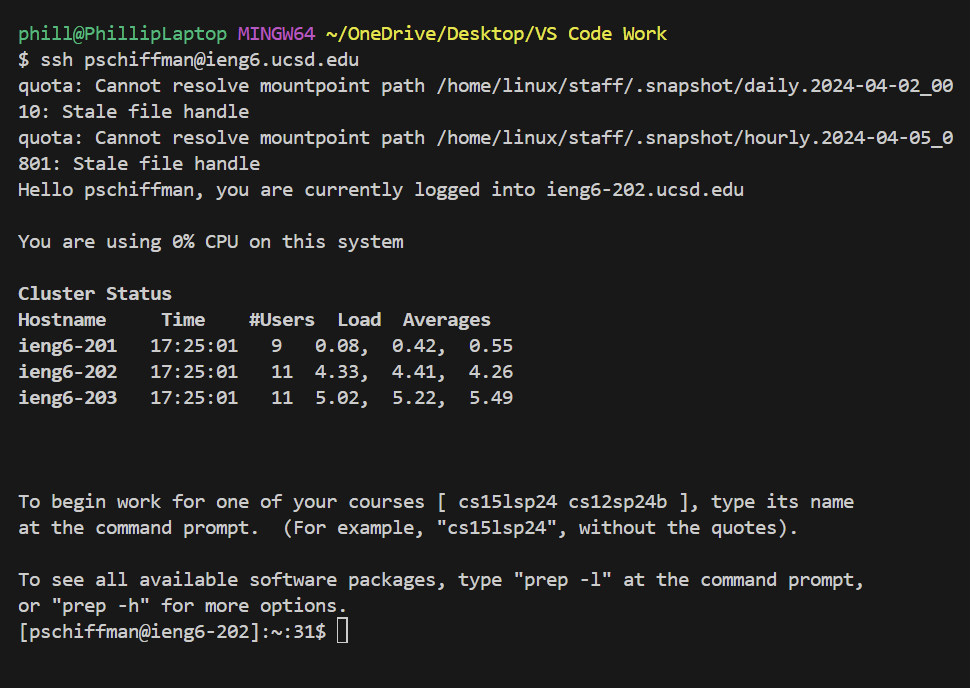 phill@PhillipLaptop MINGW64 ~/OneDrive/Desktop/VS Code Work
$ ssh pschiffman@ieng6.ucsd.edu
quota: Cannot resolve mountpoint path /home/linux/staff/.snapshot/daily.2024-04-02_00
10: Stale file handle
quota: Cannot resolve mountpoint path /home/linux/staff/.snapshot/hourly.2024-04-05_0
801: Stale file handle
Hello pschiffman, you are currently logged into ieng6-202.ucsd.edu
You are using 0% CPU on this system
Cluster Status
Hostname     Time    #Users  Load  Averages
ieng6-201   17:25:01   9   0.08,  0.42,  0.55
ieng6-202   17:25:01   11  4.33,  4.41,  4.26
ieng6-203   17:25:01   11  5.02,  5.22,  5.49
To begin work for one of your courses [ cs15lsp24 cs12sp24b ], type its name
at the command prompt.  (For example, "cs15lsp24", without the quotes).
To see all available software packages, type "prep -l" at the command prompt,
or "prep -h" for more options.
[pschiffman@ieng6-202]:~:31$